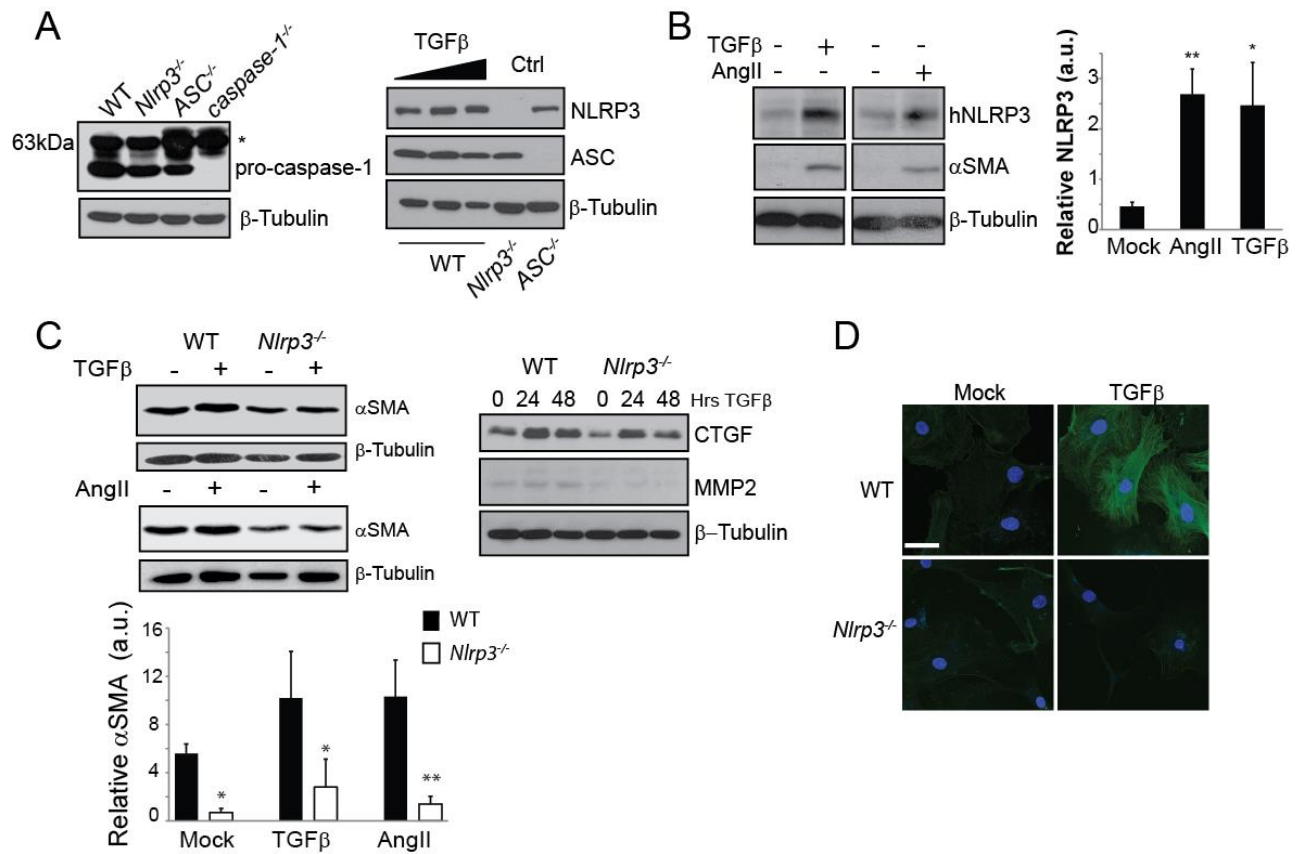 A
WT
Nlrp3-/-
ASC-/-
caspase-1-/-
63kDa
*
pro-caspase-1
β-Tubulin
TGFβ
Ctrl
NLRP3
ASC
β-Tubulin
WT
Nlrp3-/-
ASC-/-
B
TGFβ - + - -
AngII - - - +
hNLRP3
αSMA
β-Tubulin
Relative NLRP3 (a.u.)
3
2
1
0
** *
Mock AngII TGFβ
C
WT Nlrp3-/-
TGFβ - + - +
αSMA
β-Tubulin
AngII - + - +
αSMA
β-Tubulin
WT Nlrp3-/-
0 24 48 0 24 48 Hrs TGFβ
CTGF
MMP2
β–Tubulin
WT
Nlrp3-/-
Relative αSMA (a.u.)
16
12
8
4
0
* * **
Mock TGFβ AngII
D
Mock TGFβ
WT
Nlrp3-/-